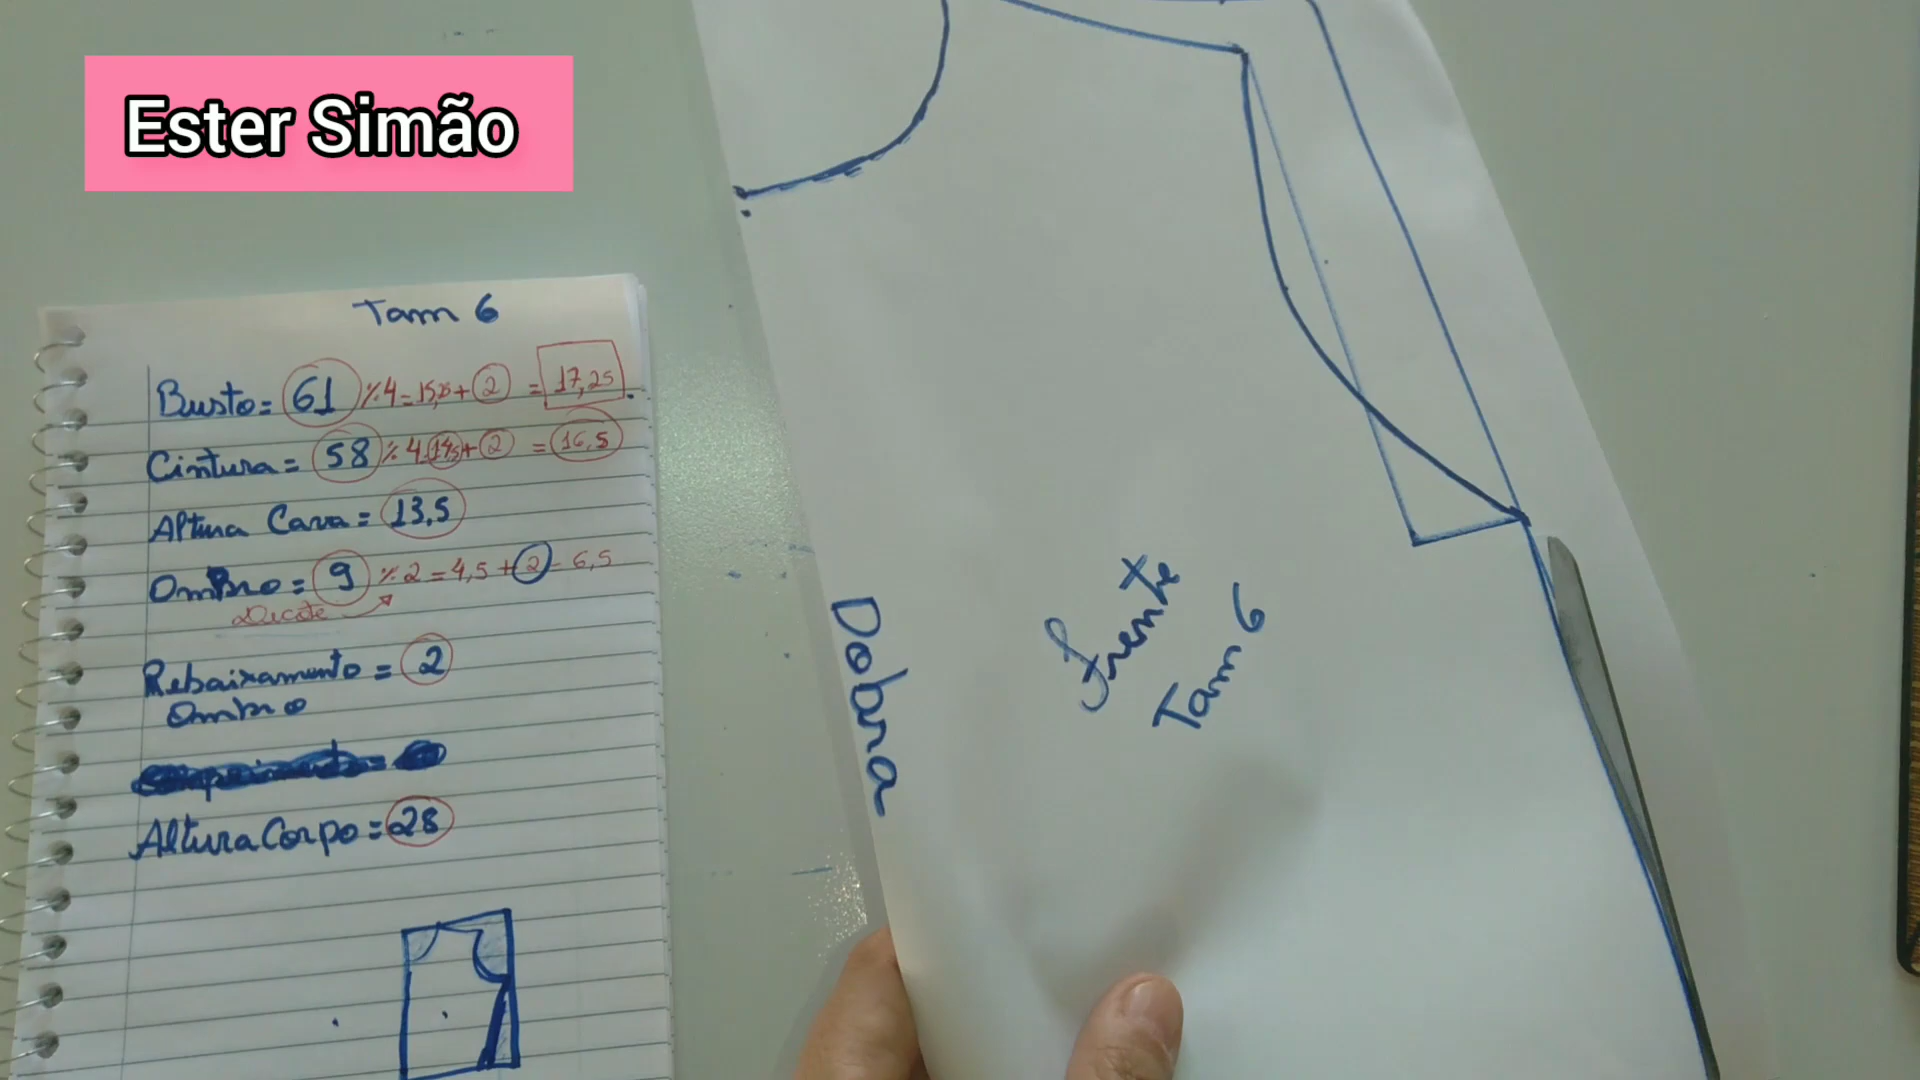 Ester Simão
Tam 6
Busto = 61 ٪ 4 = 15,25 + 2 = 17,25
Cintura = 58 ٪ 4 14,5 + 2 = 16,5
Altura Cava = 13,5
Ombro = 9 ٪ 2 = 4,5 + 2 = 6,5
Decote
Rebaixamento = 2
Ombro
Altura Corpo = 28
Dobra
Frente
Tam 6